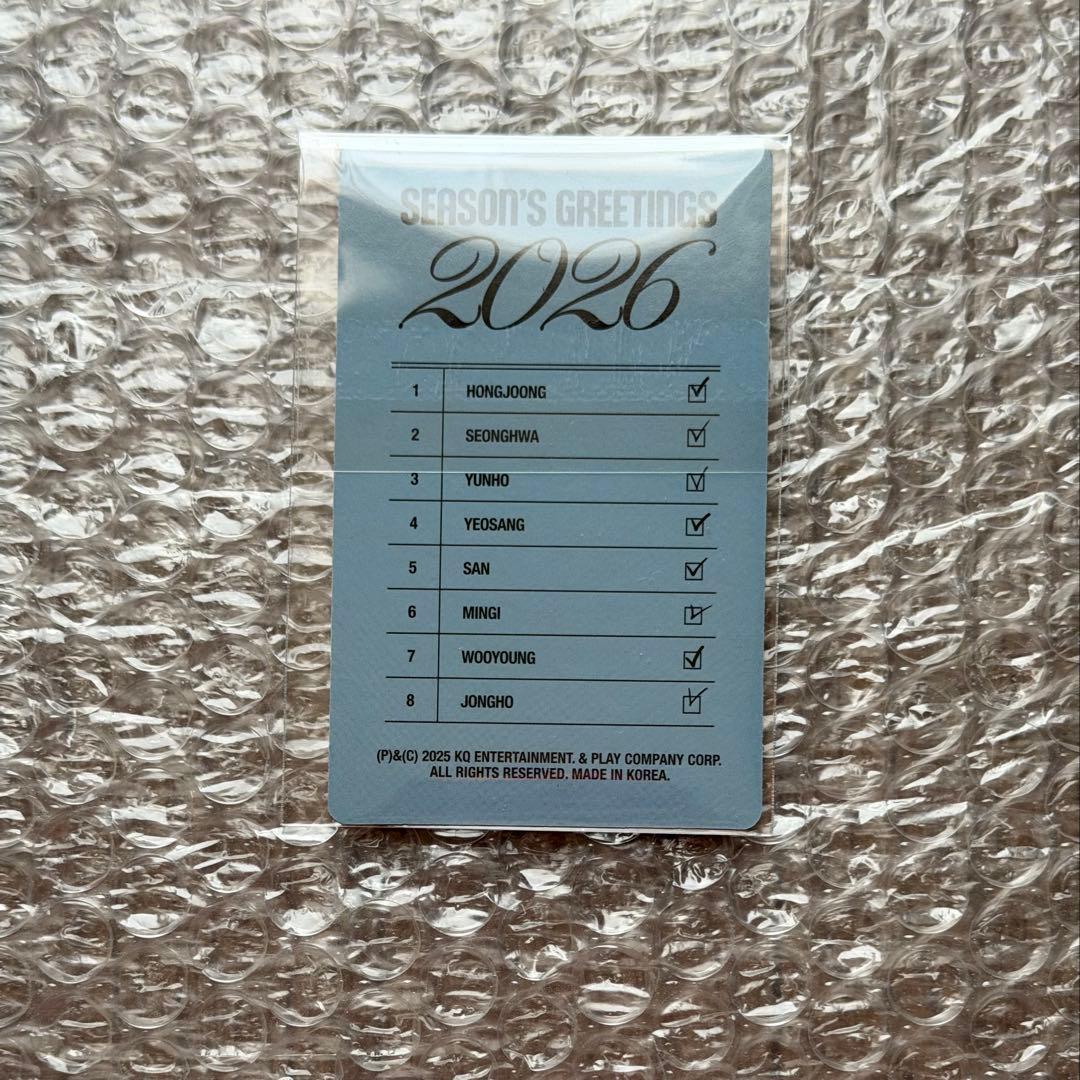 SEASON'S GREETINGS
2026
1 HONGJOONG
2 SEONGHWA
3 YUNHO
4 YEOSANG
5 SAN
6 MINGI
7 WOOYOUNG
8 JONGHO
(P)&(C) 2025 KQ ENTERTAINMENT. & PLAY COMPANY CORP.
ALL RIGHTS RESERVED. MADE IN KOREA.